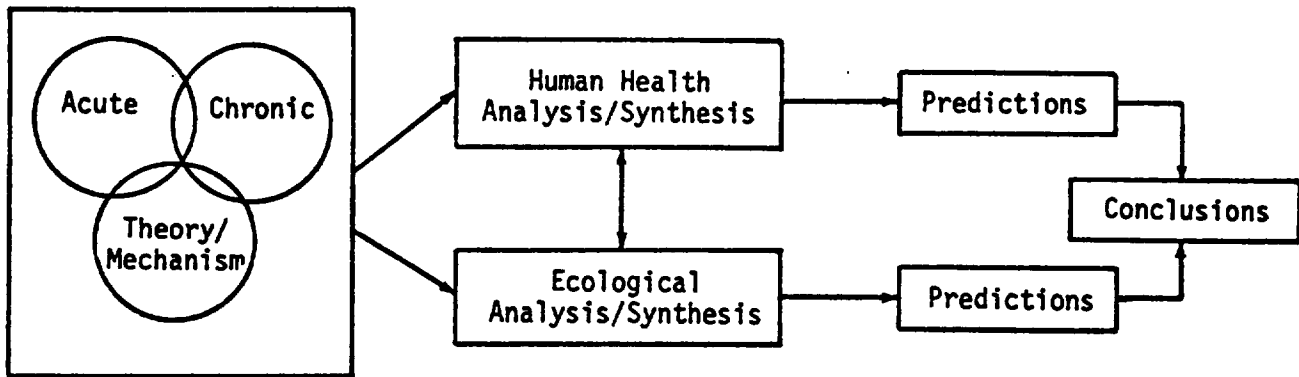 Acute
Chronic
Theory/
Mechanism
Human Health
Analysis/Synthesis
Ecological
Analysis/Synthesis
Predictions
Predictions
Conclusions